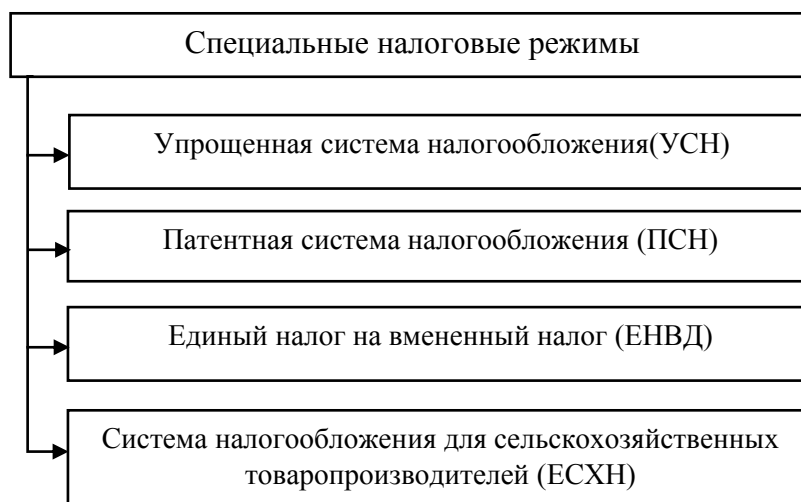 Специальные налоговые режимы
Упрощенная система налогообложения(УСН)
Патентная система налогообложения (ПСН)
Единый налог на вмененный налог (ЕНВД)
Система налогообложения для сельскохозяйственных
товаропроизводителей (ЕСХН)